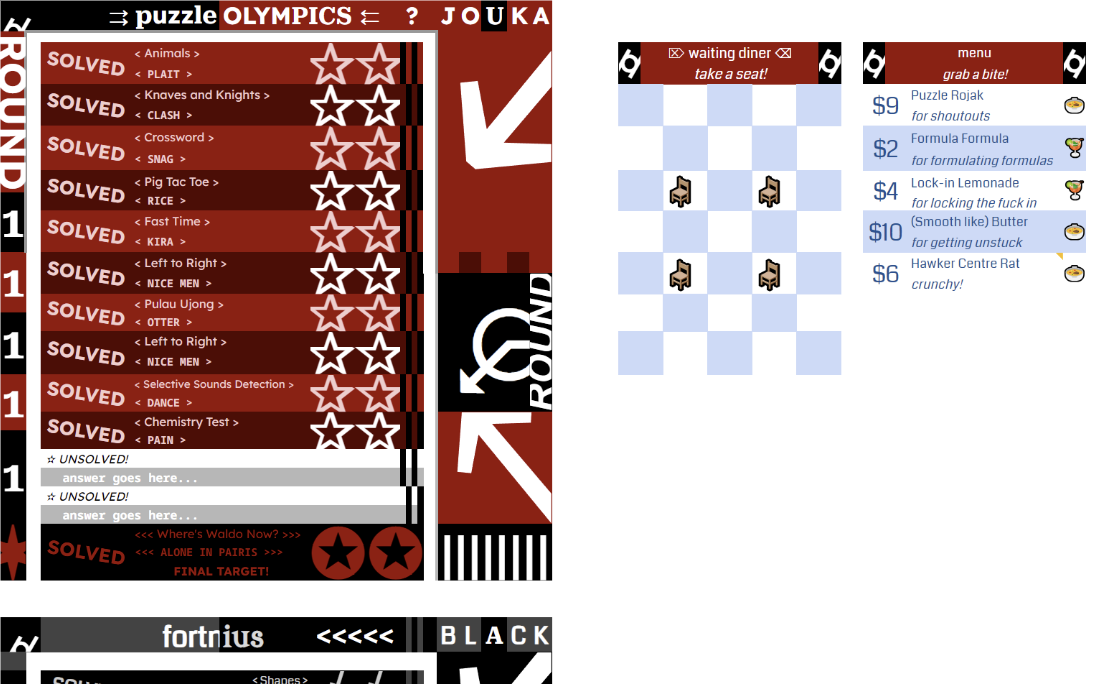 ⇉ puzzle OLYMPICS ⇇ ? JOUKA
ROUND
1
1
1
1
1
SOLVED
< Animals >
< PLAIT >
SOLVED
< Knaves and Knights >
< CLASH >
SOLVED
< Crossword >
< SNAG >
SOLVED
< Pig Tac Toe >
< RICE >
SOLVED
< Fast Time >
< KIRA >
SOLVED
< Left to Right >
< NICE MEN >
SOLVED
< Pulau Ujong >
< OTTER >
SOLVED
< Left to Right >
< NICE MEN >
SOLVED
< Selective Sounds Detection >
< DANCE >
SOLVED
< Chemistry Test >
< PAIN >
☆ UNSOLVED!
answer goes here...
☆ UNSOLVED!
answer goes here...
SOLVED
<<< Where's Waldo Now? >>>
<<< ALONE IN PAIRIS >>>
FINAL TARGET!
ROUND
fortnius <<<<< BLACK
SOLVED
<Shapes>
⌦ waiting diner ⌫
take a seat!
menu
grab a bite!
$9
Puzzle Rojak
for shoutouts
$2
Formula Formula
for formulating formulas
$4
Lock-in Lemonade
for locking the fuck in
$10
(Smooth like) Butter
for getting unstuck
$6
Hawker Centre Rat
crunchy!